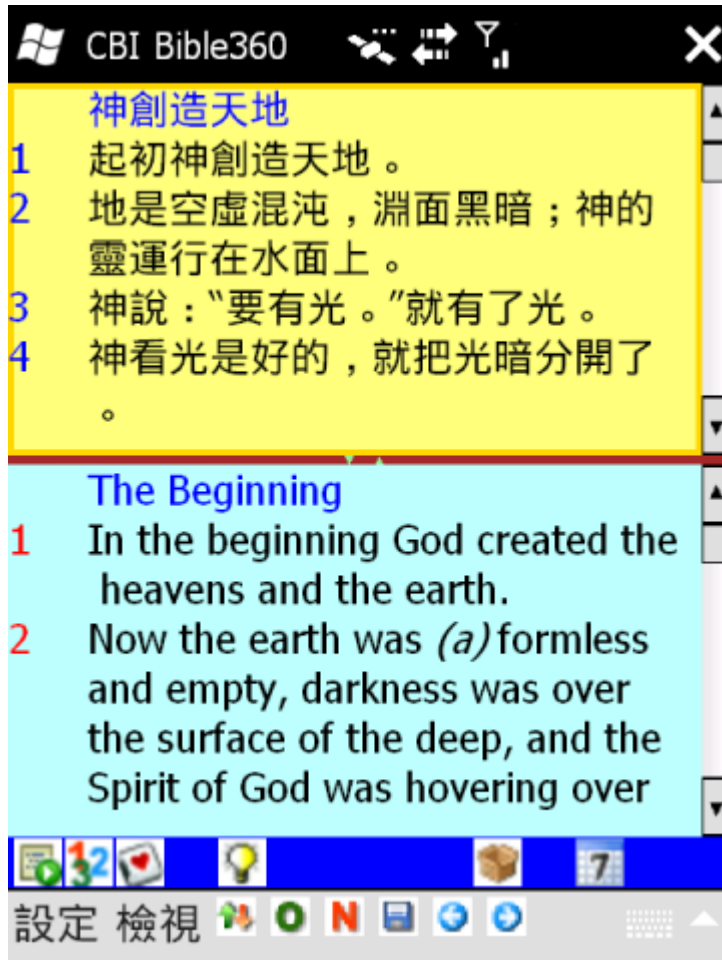 CBI Bible360
神創造天地
1 起初神創造天地。
2 地是空虛混沌，淵面黑暗；神的
靈運行在水面上。
3 神說：“要有光。”就有了光。
4 神看光是好的，就把光暗分開了
。
The Beginning
1 In the beginning God created the
heavens and the earth.
2 Now the earth was (a) formless
and empty, darkness was over
the surface of the deep, and the
Spirit of God was hovering over
132 7
設定 檢視 O N